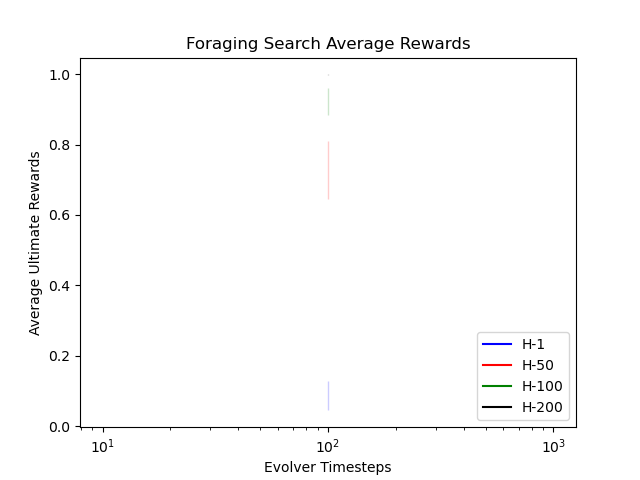 Foraging Search Average Rewards
Average Ultimate Rewards
1.0
0.8
0.6
0.4
0.2
0.0
10¹
10²
10³
Evolver Timesteps
H-1
H-50
H-100
H-200